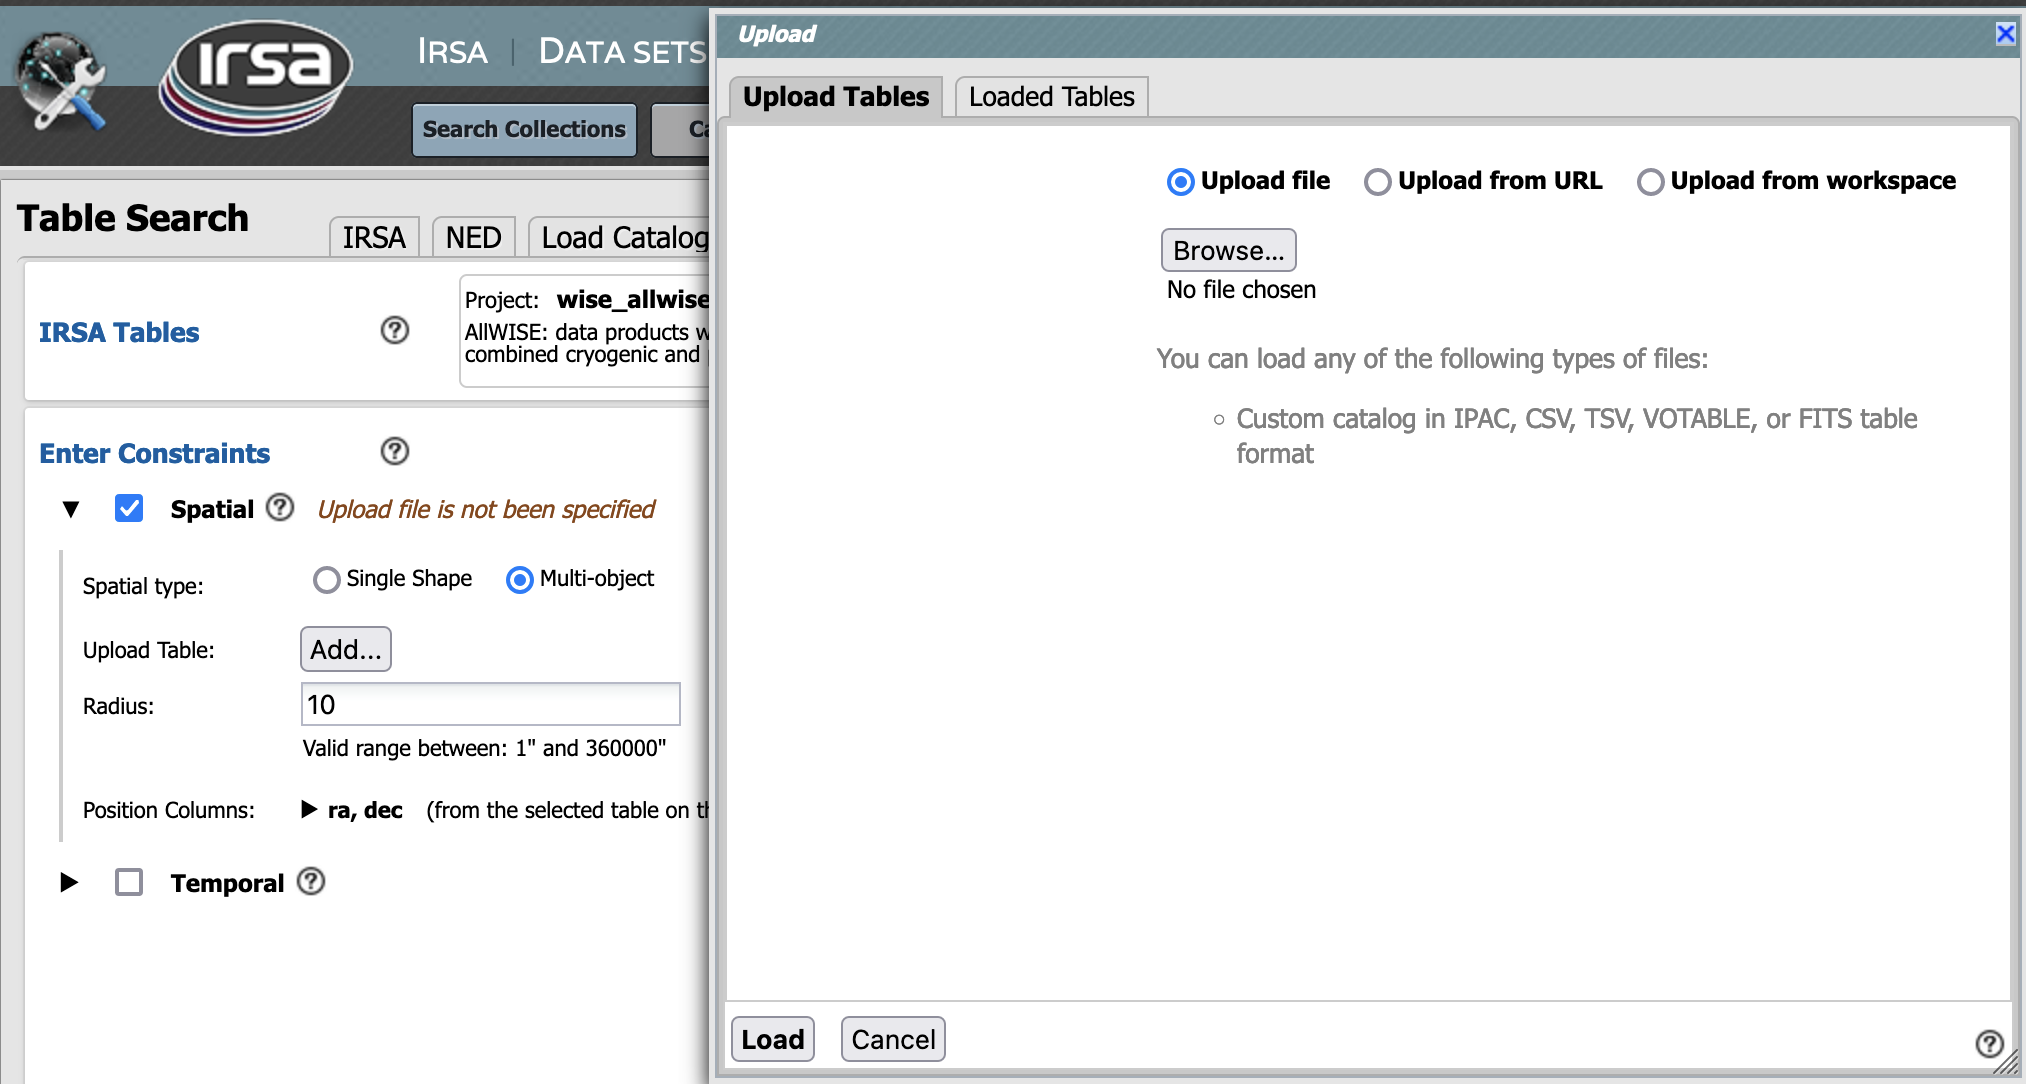 irsa
IRSA
DATA SETS
Search Collections
Table Search
IRSA
NED
Load Catalog
IRSA Tables
?
Project: wise_allwise
AllWISE: data products w
combined cryogenic and
Enter Constraints
?
Spatial
?
Upload file is not been specified
Spatial type:
Single Shape
Multi-object
Upload Table:
Add...
Radius:
10
Valid range between: 1" and 360000"
Position Columns:
ra, dec (from the selected table on th
Temporal
?
Upload
Upload Tables
Loaded Tables
Upload file
Upload from URL
Upload from workspace
Browse...
No file chosen
You can load any of the following types of files:
Custom catalog in IPAC, CSV, TSV, VOTABLE, or FITS table
format
Load
Cancel
?